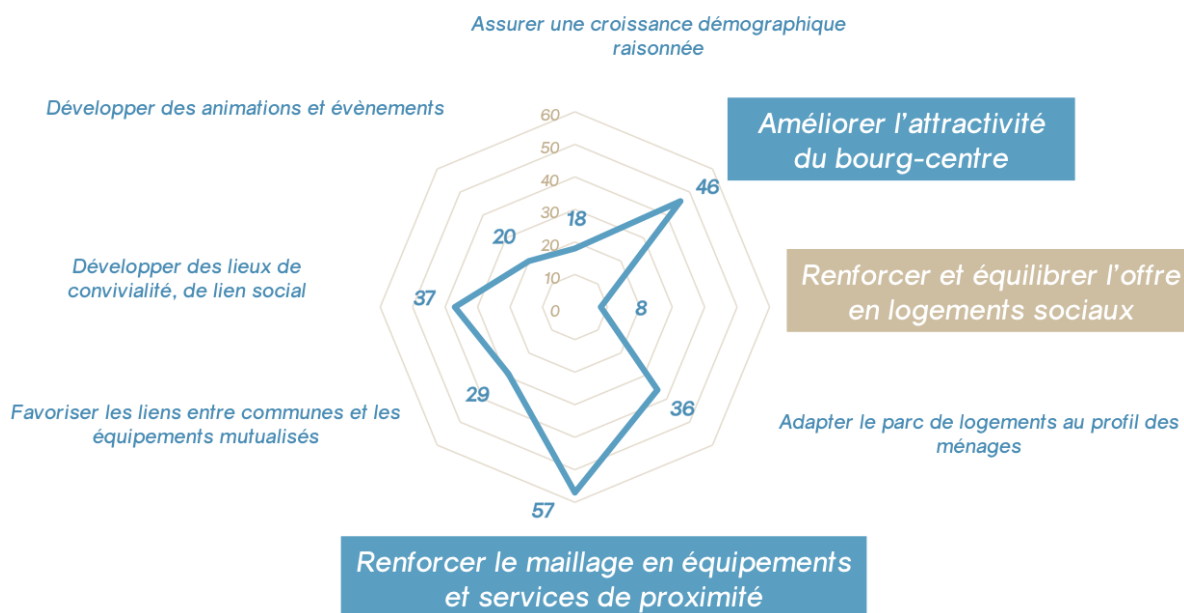 Assurer une croissance démographique
raisonnée
Développer des animations et évènements
Améliorer l'attractivité
du bourg-centre
60
50
40
30
20
10
0
18
46
20
Développer des lieux de
convivialité, de lien social
37
8
Renforcer et équilibrer l'offre
en logements sociaux
29
36
Favoriser les liens entre communes et les
équipements mutualisés
Adapter le parc de logements au profil des
ménages
57
Renforcer le maillage en équipements
et services de proximité